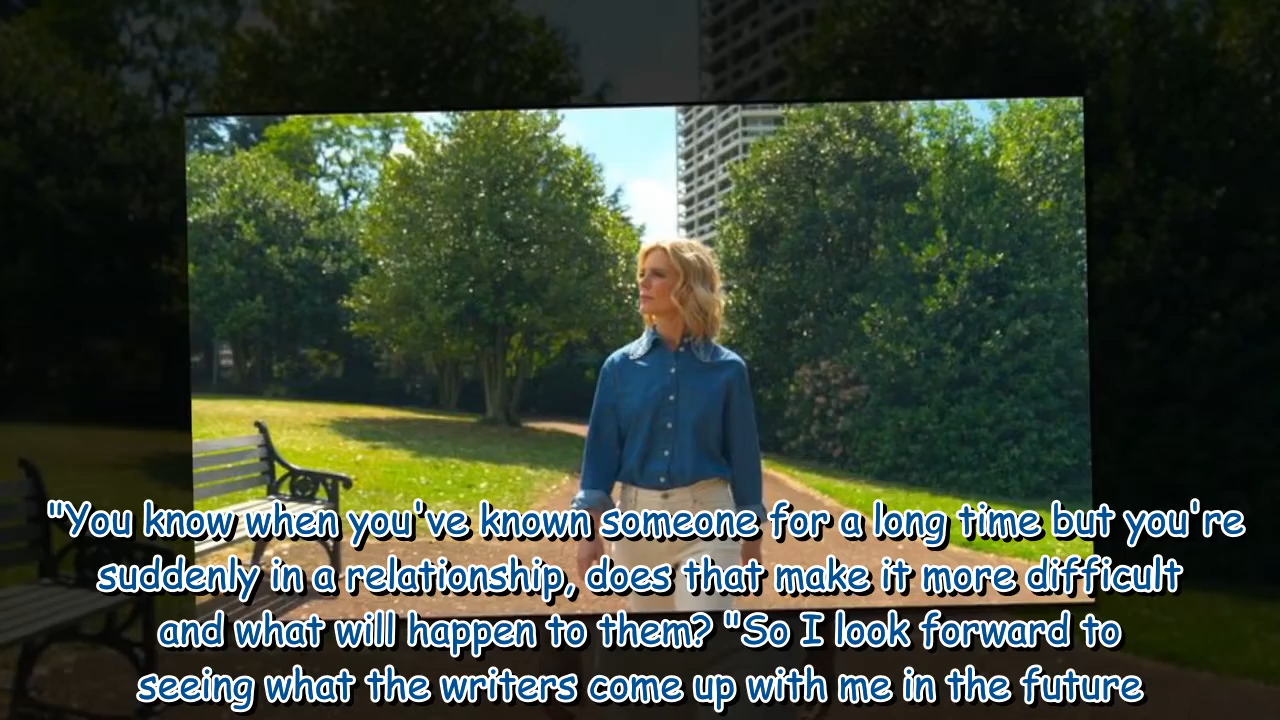 "You know when you've known someone for a long time but you're
suddenly in a relationship, does that make it more difficult
and what will happen to them? "So I look forward to
seeing what the writers come up with me in the future